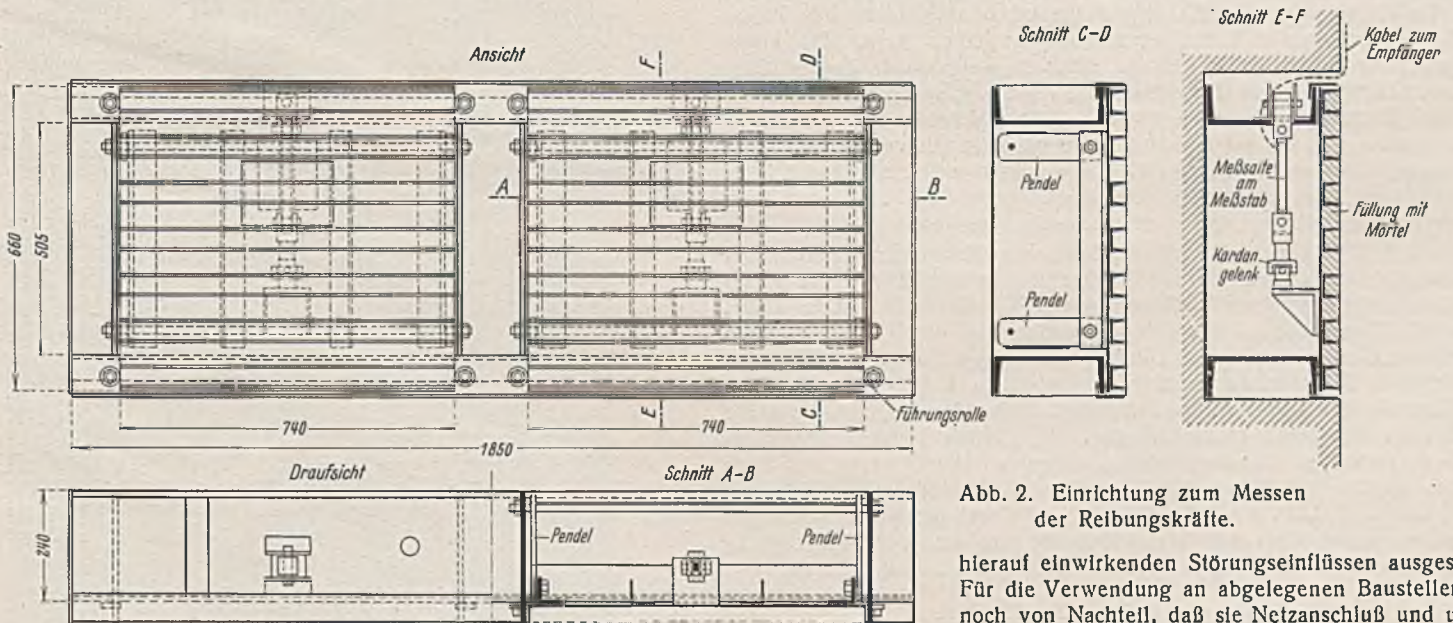 Ansicht
F
D
A
B
660
505
E
C
Führungsrolle
740
740
1850
Schnitt C-D
Pendel
Pendel
Schnitt E-F
Kabel zum
Empfänger
Meßsaite
am
Meßstab
Füllung mit
Mörtel
Kardan
gelenk
Draufsicht
Schnitt A-B
240
Pendel
Pendel
Abb. 2. Einrichtung zum Messen
der Reibungskräfte.
hierauf einwirkenden Störungseinflüssen
Für die Verwendung an abgelegenen
noch von Nachteil, daß sie Netzanschluß und